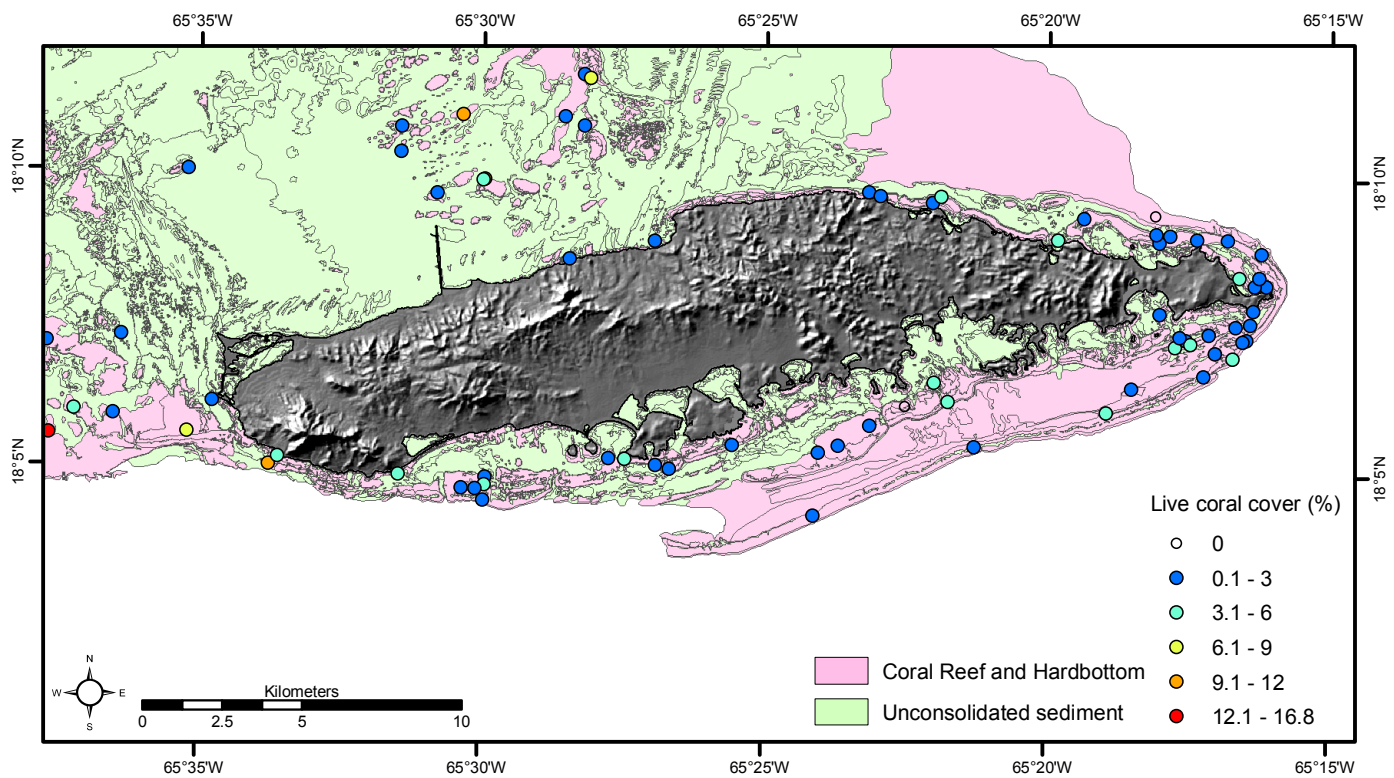 65°35'W 65°30'W 65°25'W 65°20'W 65°15'W
18°10'N 18°10'N
18°5'N 18°5'N
Live coral cover (%)
0
0.1 - 3
3.1 - 6
6.1 - 9
9.1 - 12
12.1 - 16.8
Coral Reef and Hardbottom
Unconsolidated sediment
N
W E
S
Kilometers
0 2.5 5 10
65°35'W 65°30'W 65°25'W 65°20'W 65°15'W